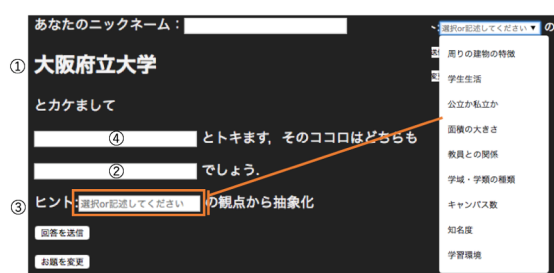 あなたのニックネーム：
①
大阪府立大学
とカケまして
④
とトキます，そのココロはどちらも
②
でしょう．
③
ヒント:
選択or記述してください
の観点から抽象化
回答を送信
お題を変更
選択or記述してください ▼
の
周りの建物の特徴
学生生活
公立か私立か
面積の大きさ
教員との関係
学域・学類の種類
キャンパス数
知名度
学習環境